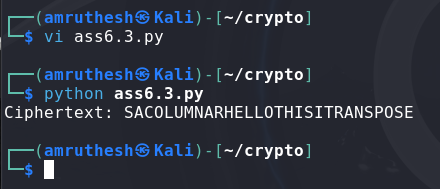 ┌──(amruthesh㉿Kali)-[~/crypto]
└─$ vi ass6.3.py
┌──(amruthesh㉿Kali)-[~/crypto]
└─$ python ass6.3.py
Ciphertext: SACOLUMNARHELLOTHISITRANSPOSE
┌──(amruthesh㉿Kali)-[~/crypto]
└─$